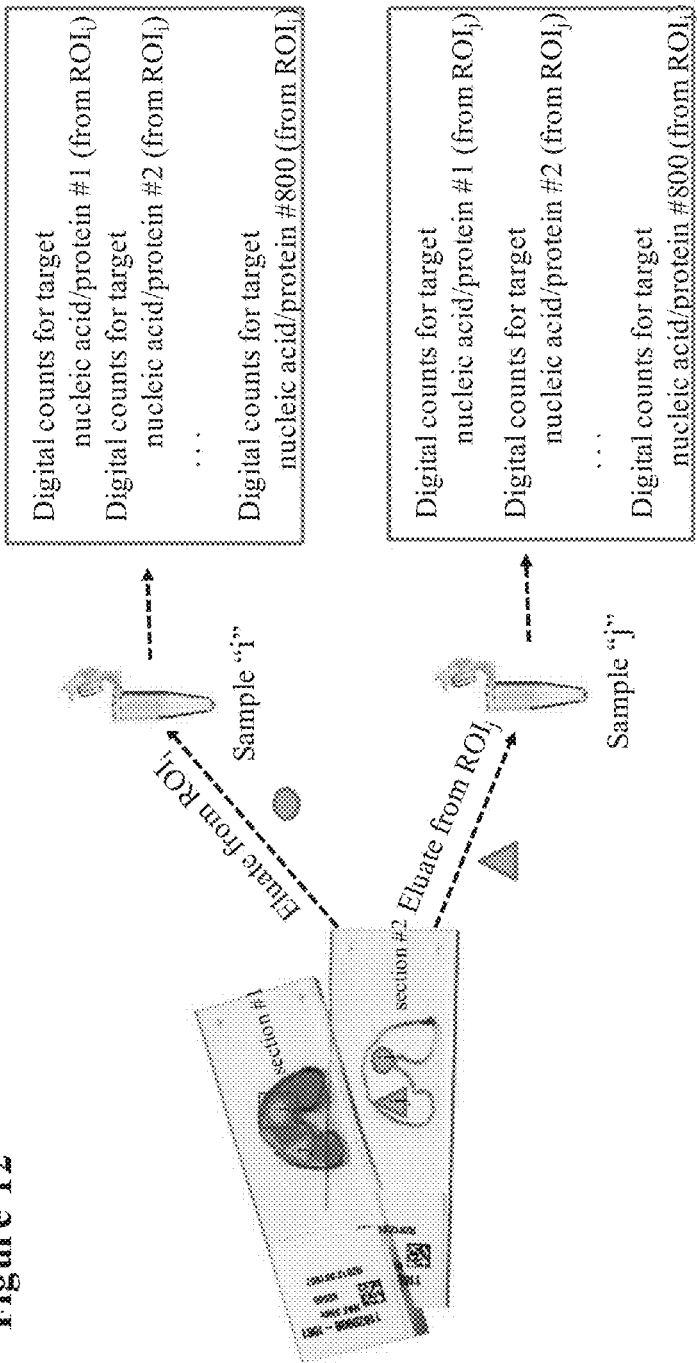 Figure 12
section #1
section #2
Eluate from ROIi
Eluate from ROIj
Sample “i”
Sample “j”
Digital counts for target
nucleic acid/protein #1 (from ROIi)
Digital counts for target
nucleic acid/protein #2 (from ROIi)
. . .
Digital counts for target
nucleic acid/protein #800 (from ROIi)
Digital counts for target
nucleic acid/protein #1 (from ROIj)
Digital counts for target
nucleic acid/protein #2 (from ROIj)
. . .
Digital counts for target
nucleic acid/protein #800 (from ROIj)